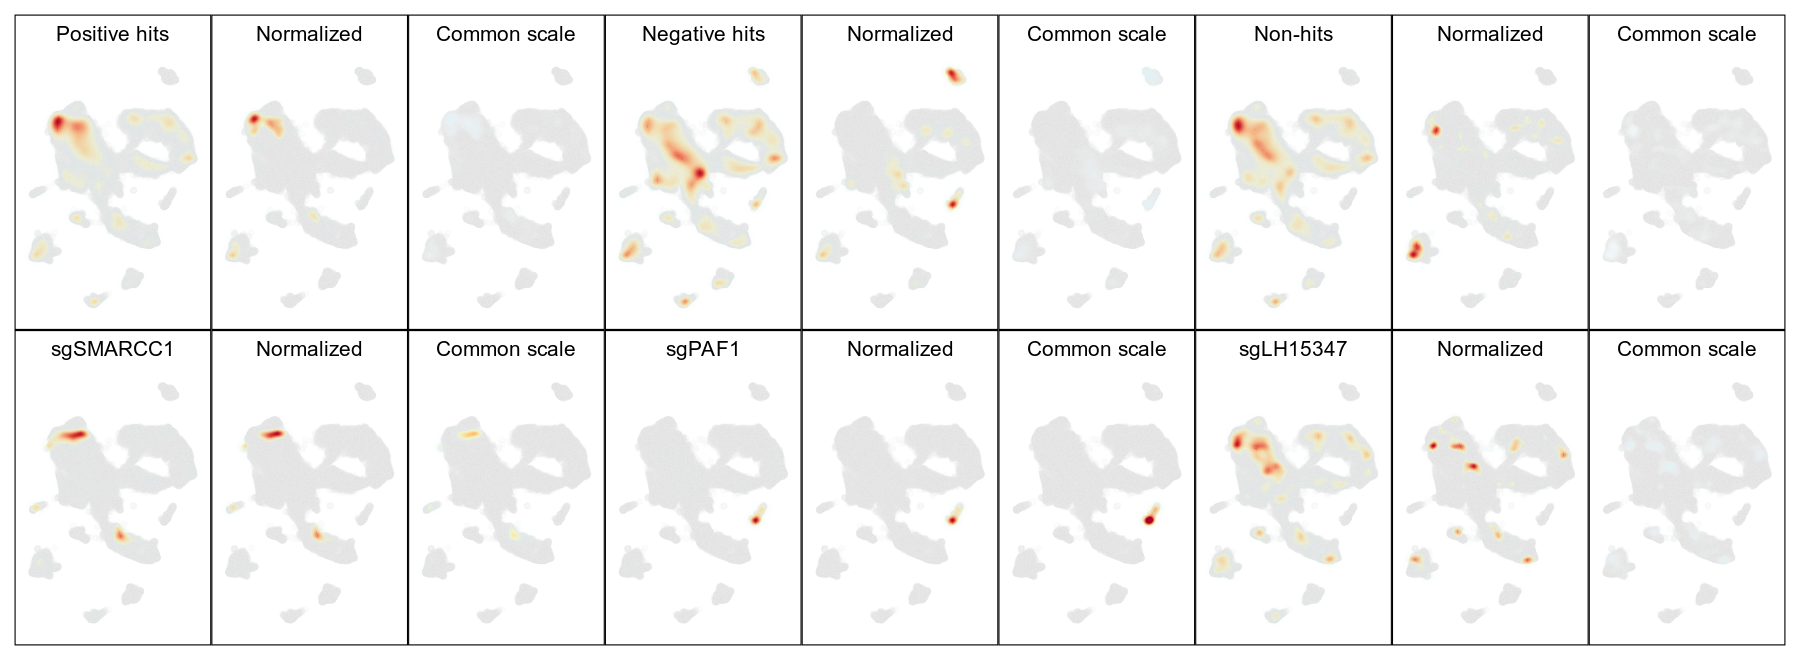 Positive hits Normalized Common scale Negative hits Normalized Common scale Non-hits Normalized Common scale
sgSMARCC1 Normalized Common scale sgPAF1 Normalized Common scale sgLH15347 Normalized Common scale